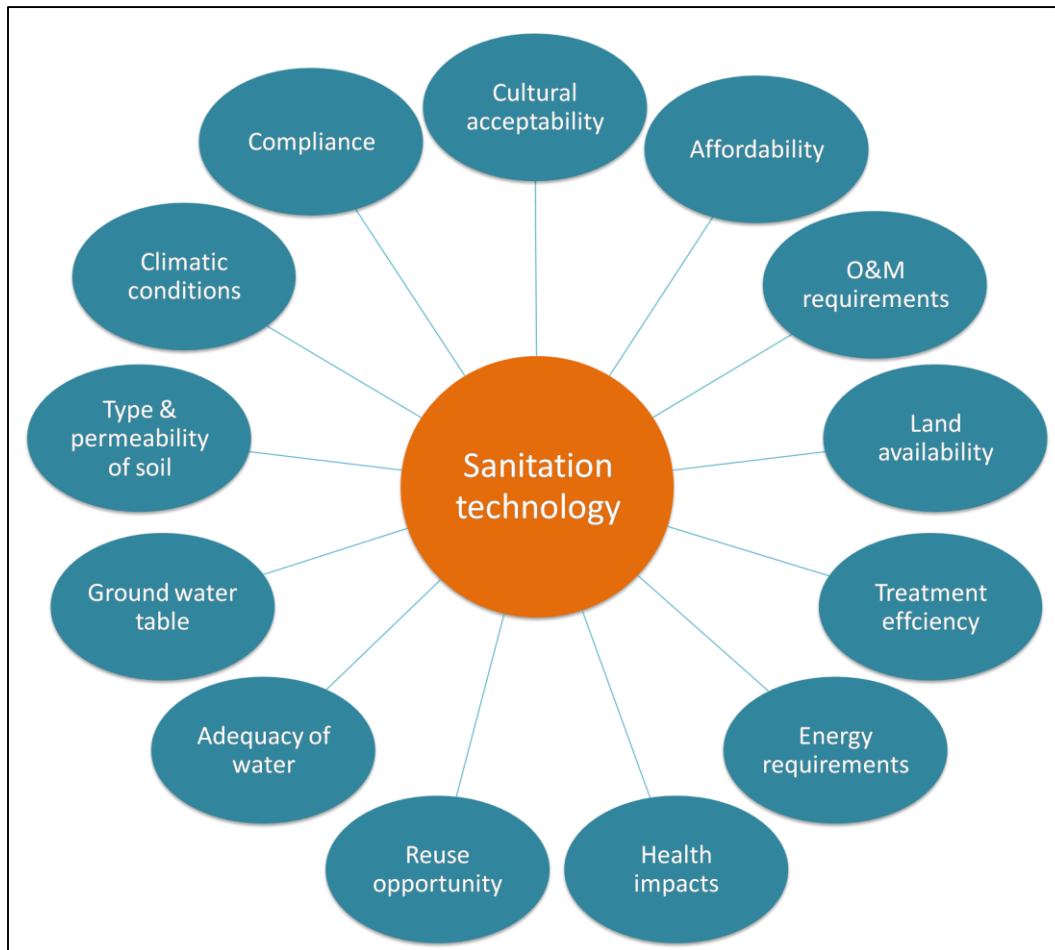 Cultural
acceptability
Affordability
O&M
requirements
Land
availability
Treatment
effciency
Energy
requirements
Health
impacts
Reuse
opportunity
Adequacy of
water
Ground water
table
Type &
permeability
of soil
Climatic
conditions
Compliance
Sanitation
technology